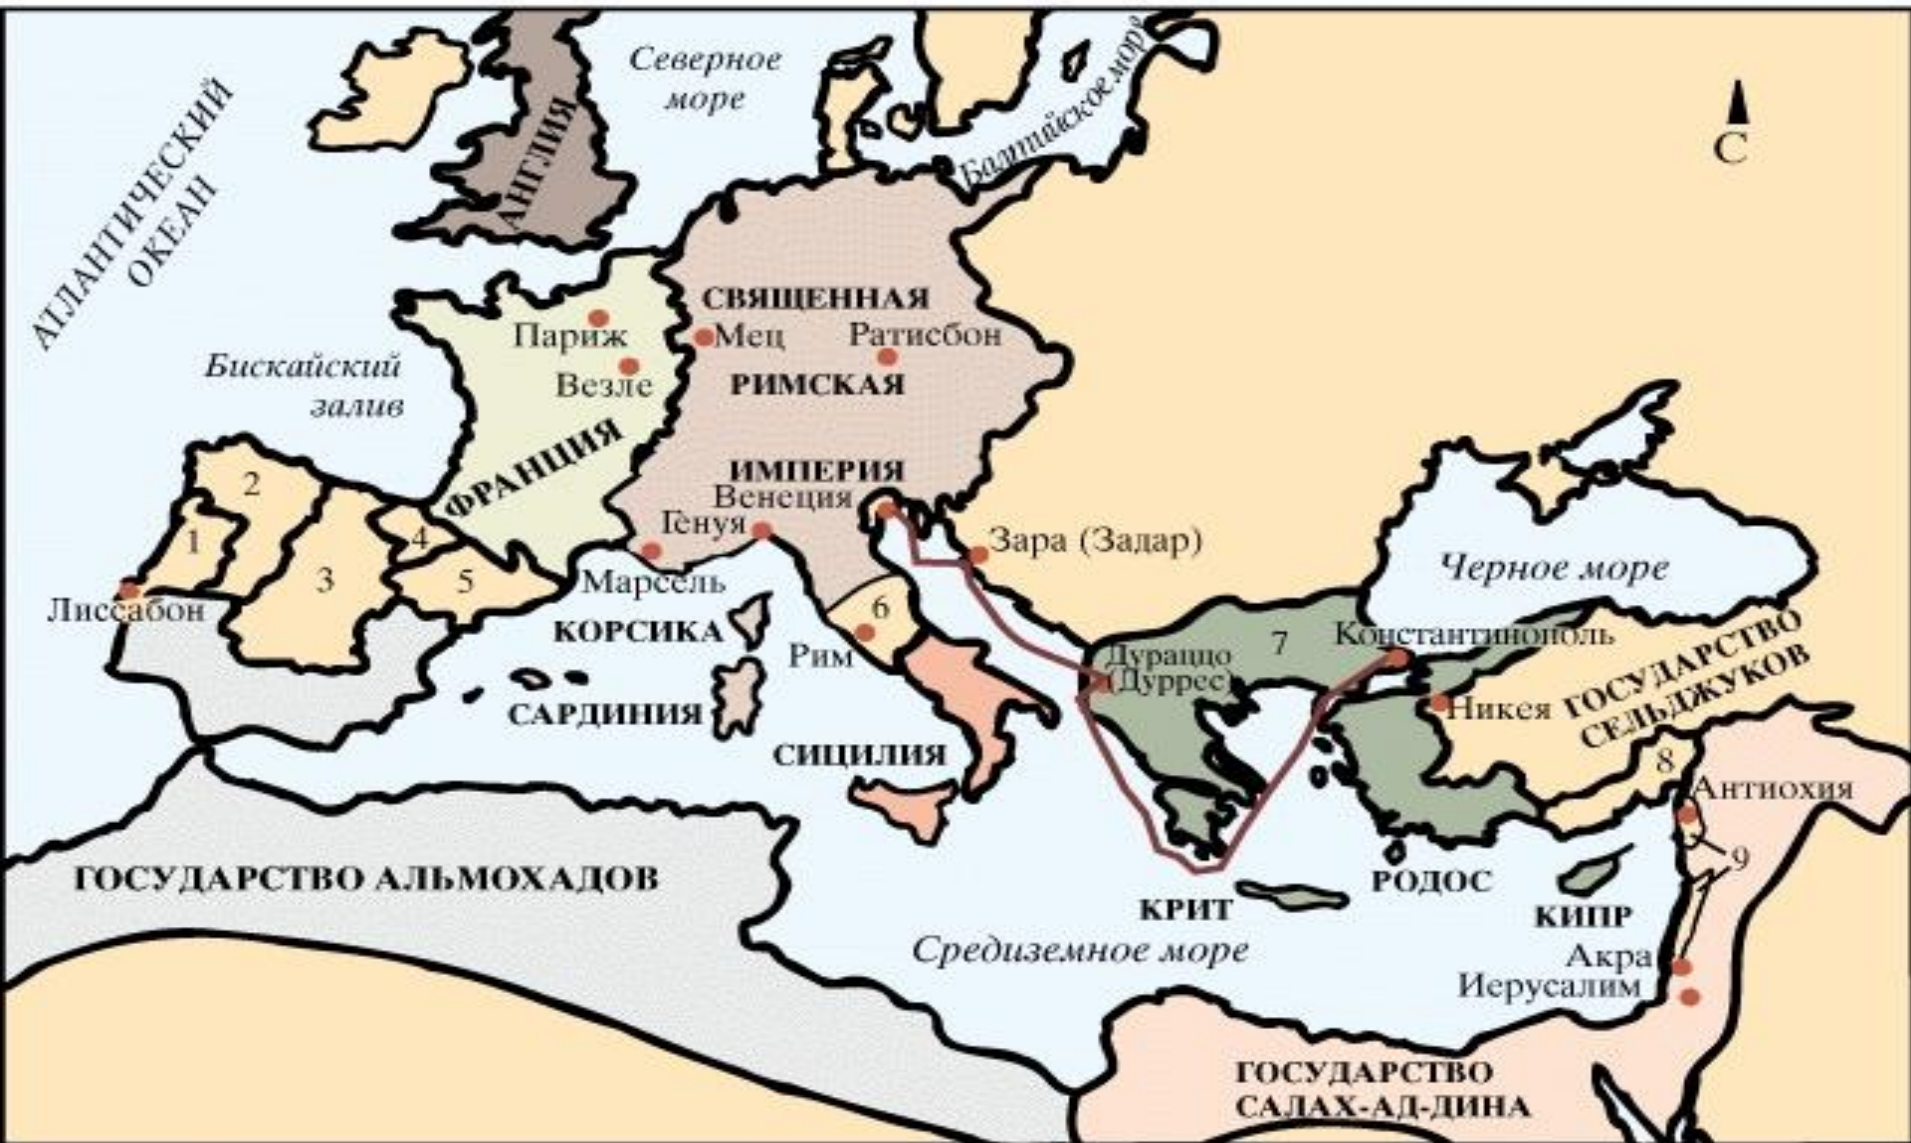 Северное
море
Балтийское море
С
АТЛАНТИЧЕСКИЙ
ОКЕАН
АНГЛИЯ
СВЯЩЕННАЯ
Париж
Мец
Ратисбон
Бискайский
залив
Везле
РИМСКАЯ
ФРАНЦИЯ
ИМПЕРИЯ
Венеция
Генуя
2
1
4
3
5
Зара (Задар)
Черное море
Марсель
Лиссабон
КОРСИКА
6
Рим
7
Константинополь
Дураццо
(Дуррес)
ГОСУДАРСТВО
СЕЛЬДЖУКОВ
Никея
САРДИНИЯ
СИЦИЛИЯ
8
Антиохия
9
ГОСУДАРСТВО АЛЬМОХАДОВ
РОДОС
КРИТ
КИПР
Средиземное море
Акра
Иерусалим
ГОСУДАРСТВО
САЛАХ-АД-ДИНА